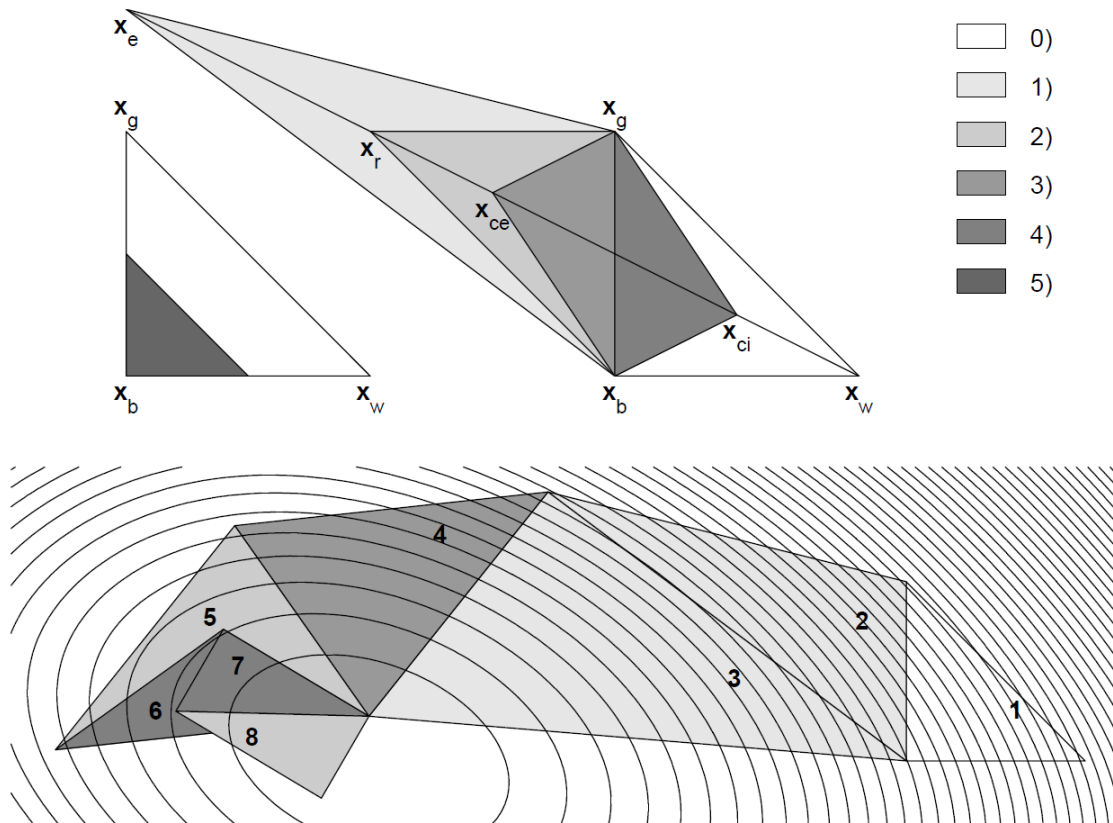 x_e
x_g
x_b
x_w
x_r
x_ce
x_g
x_ci
x_b
x_w
0)
1)
2)
3)
4)
5)
1
2
3
4
5
6
7
8